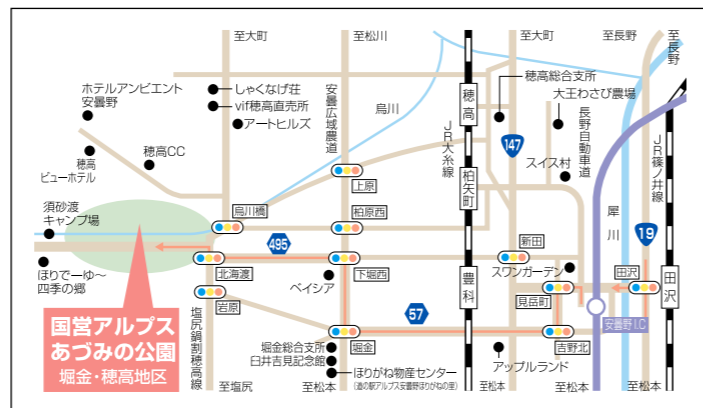 至大町
至松川
至大町
至長野
至長野
ホテルアンビエント
安曇野
しゃくなげ荘
vif穂高直売所
アートヒルズ
安曇広域農道
烏川
穂高
穂高総合支所
大王わさび農場
長野自動車道
JR大糸線
147
スイス村
JR篠ノ井線
穂高
ビューホテル
穂高CC
上原
柏矢町
須砂渡
キャンプ場
烏川橋
柏原西
犀川
19
495
新田
北海渡
下堀西
スワンガーデン
田沢
田沢
ほりでーゆ〜
四季の郷
ベイシア
豊科
見岳町
岩原
57
安曇野I.C
国営アルプス
あづみの公園
堀金・穂高地区
塩尻鍋割穂高線
堀金
吉野北
堀金総合支所
臼井吉見記念館
ほりがね物産センター
(道の駅アルプス安曇野ほりがねの里)
アップルランド
至塩尻
至松本
至松本
至松本
至松本